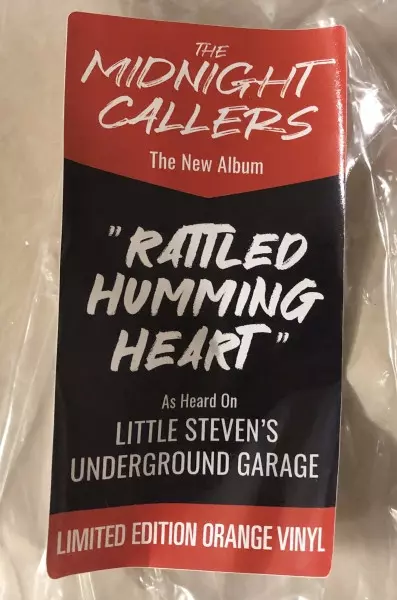 THE
MIDNIGHT
CALLERS
The New Album
"RATTLED
HUMMING
HEART"
As Heard On
LITTLE STEVEN'S
UNDERGROUND GARAGE
LIMITED EDITION ORANGE VINYL